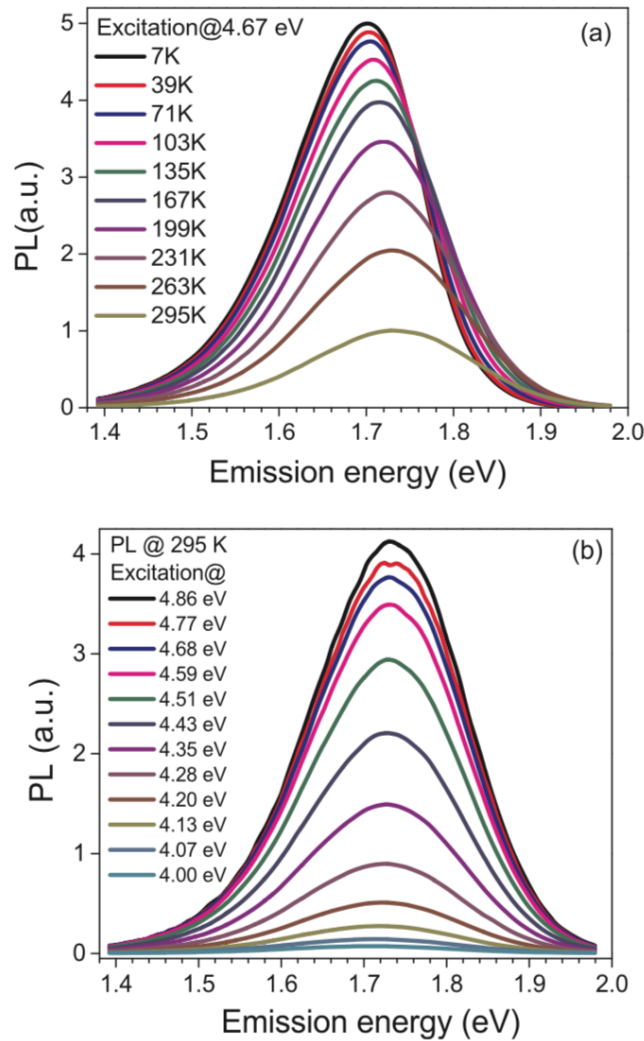 Excitation@4.67 eV
(a)
7K
39K
71K
103K
135K
167K
199K
231K
263K
295K
5
4
3
2
1
0
PL(a.u.)
1.4 1.5 1.6 1.7 1.8 1.9 2.0
Emission energy (eV)
PL @ 295 K
(b)
Excitation@
4.86 eV
4.77 eV
4.68 eV
4.59 eV
4.51 eV
4.43 eV
4.35 eV
4.28 eV
4.20 eV
4.13 eV
4.07 eV
4.00 eV
4
3
2
1
0
PL (a.u.)
1.4 1.5 1.6 1.7 1.8 1.9 2.0
Emission energy (eV)